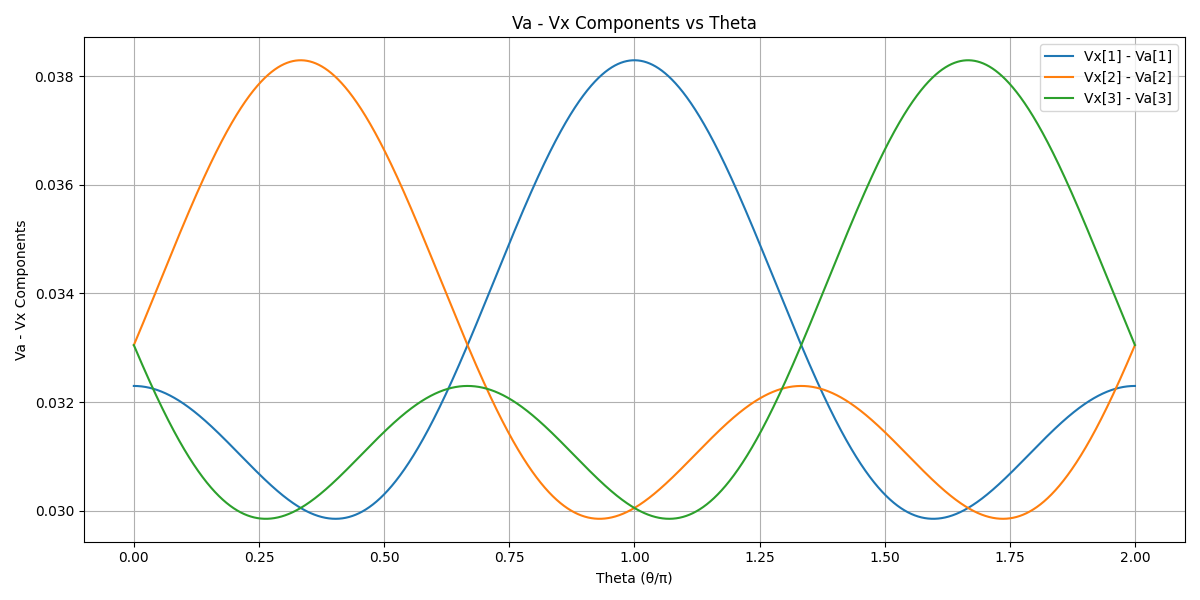 Va - Vx Components vs Theta
Vx[1] - Va[1]
Vx[2] - Va[2]
Vx[3] - Va[3]
Va - Vx Components
0.038
0.036
0.034
0.032
0.030
0.00 0.25 0.50 0.75 1.00 1.25 1.50 1.75 2.00
Theta (θ/π)